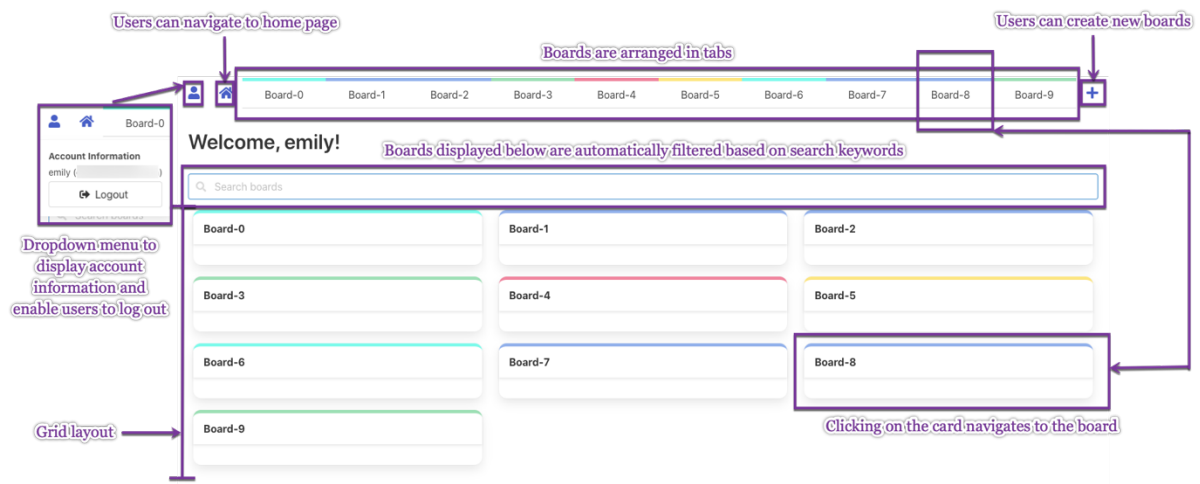 Users can navigate to home page
Users can create new boards
Boards are arranged in tabs
Board-0 Board-1 Board-2 Board-3 Board-4 Board-5 Board-6 Board-7 Board-8 Board-9
Board-0
Welcome, emily!
Boards displayed below are automatically filtered based on search keywords
Account Information
emily ( )
Logout
Search boards
Search boards
Dropdown menu to
display account
information and
enable users to log out
Board-0 Board-1 Board-2
Board-3 Board-4 Board-5
Board-6 Board-7 Board-8
Board-9
Grid layout
Clicking on the card navigates to the board